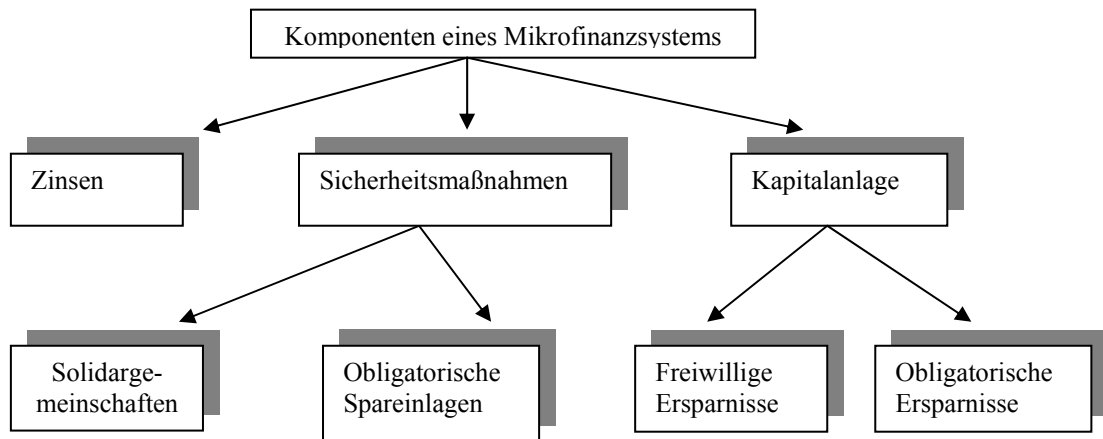 Komponenten eines Mikrofinanzsystems
Zinsen
Sicherheitsmaßnahmen
Kapitalanlage
Solidarge-
meinschaften
Obligatorische
Spareinlagen
Freiwillige
Ersparnisse
Obligatorische
Ersparnisse